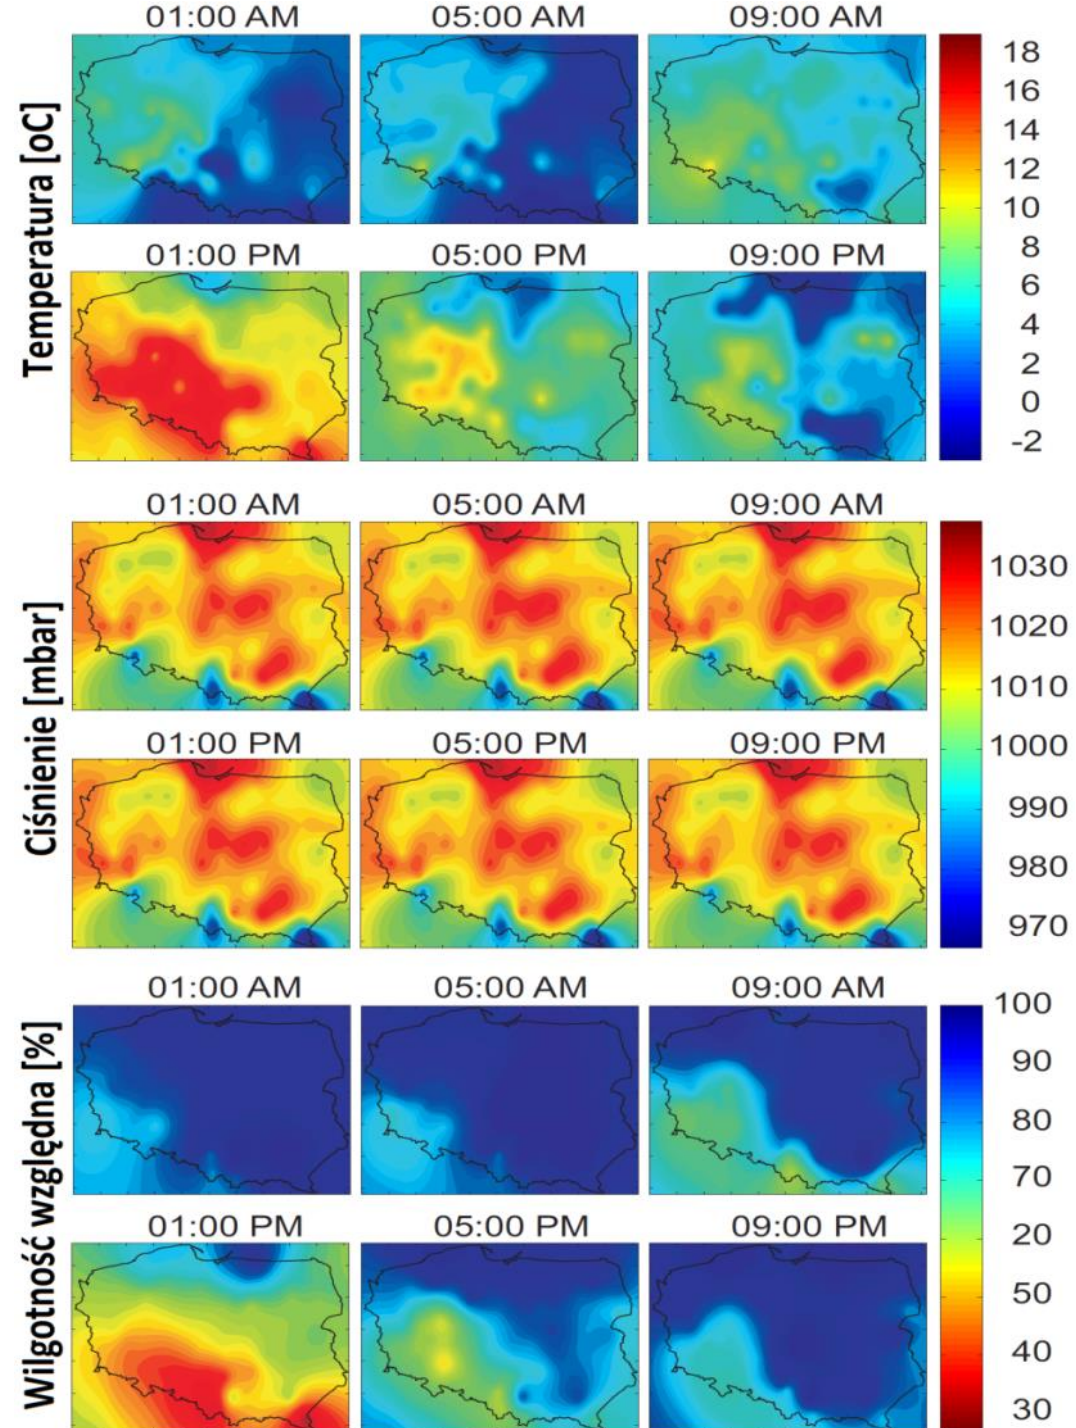 01:00 AM 05:00 AM 09:00 AM
Temperatura [oC]
18
16
14
12
10
8
6
4
2
0
-2
01:00 PM 05:00 PM 09:00 PM
01:00 AM 05:00 AM 09:00 AM
Ciśnienie [mbar]
1030
1020
1010
1000
990
980
970
01:00 PM 05:00 PM 09:00 PM
01:00 AM 05:00 AM 09:00 AM
Wilgotność względna [%]
100
90
80
70
20
50
40
30
01:00 PM 05:00 PM 09:00 PM